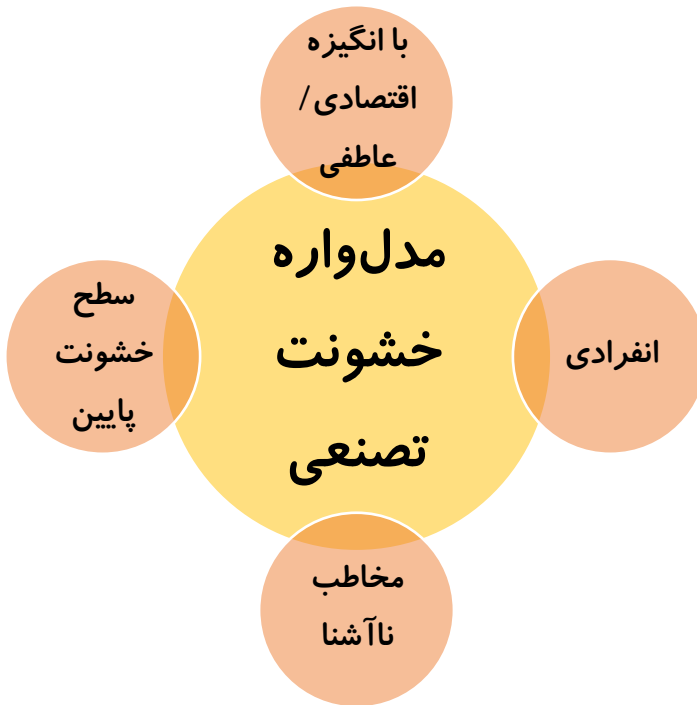 با انگیزه
اقتصادی/
عاطفی
مدل‌واره
خشونت
تصنعی
انفرادی
سطح
خشونت
پایین
مخاطب
ناآشنا